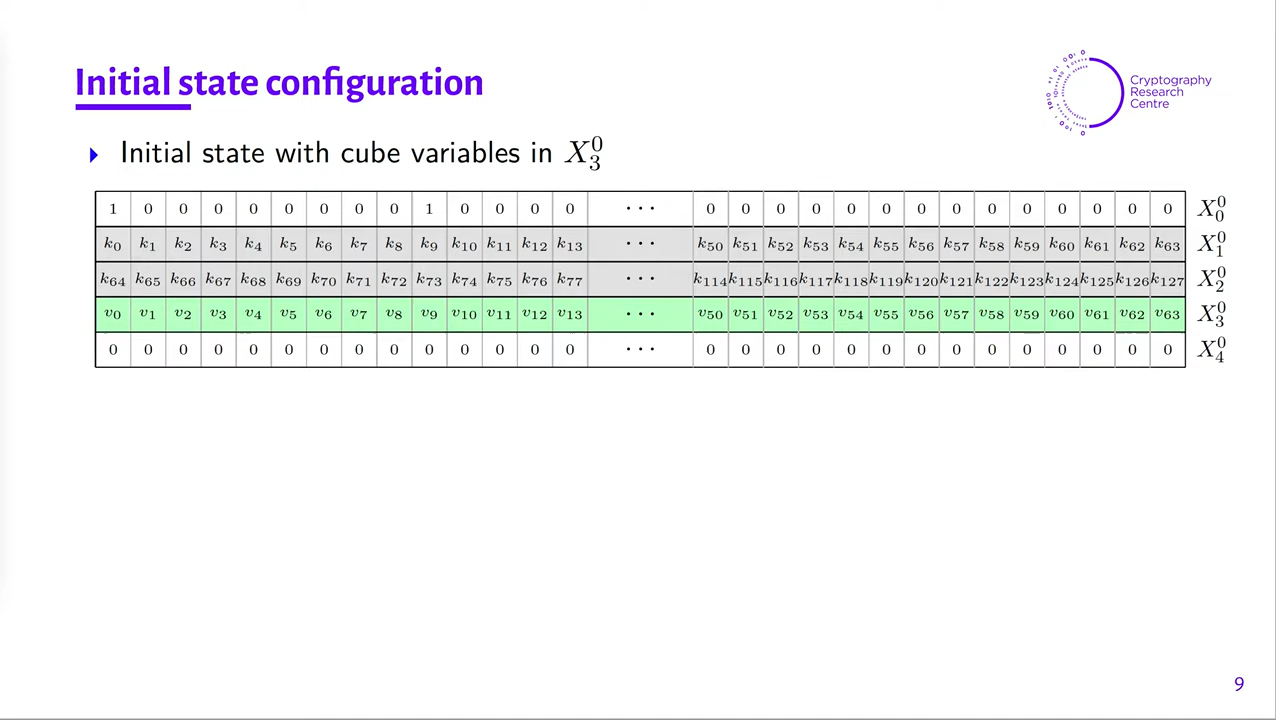 Initial state configuration
Cryptography
Research
Centre
Initial state with cube variables in X_3^0
1 0 0 0 0 0 0 0 0 1 0 0 0 0 ··· 0 0 0 0 0 0 0 0 0 0 0 0 0 0 X_0^0
k_0 k_1 k_2 k_3 k_4 k_5 k_6 k_7 k_8 k_9 k_10 k_11 k_12 k_13 ··· k_50 k_51 k_52 k_53 k_54 k_55 k_56 k_57 k_58 k_59 k_60 k_61 k_62 k_63 X_1^0
k_64 k_65 k_66 k_67 k_68 k_69 k_70 k_71 k_72 k_73 k_74 k_75 k_76 k_77 ··· k_114 k_115 k_116 k_117 k_118 k_119 k_120 k_121 k_122 k_123 k_124 k_125 k_126 k_127 X_2^0
v_0 v_1 v_2 v_3 v_4 v_5 v_6 v_7 v_8 v_9 v_10 v_11 v_12 v_13 ··· v_50 v_51 v_52 v_53 v_54 v_55 v_56 v_57 v_58 v_59 v_60 v_61 v_62 v_63 X_3^0
0 0 0 0 0 0 0 0 0 0 0 0 0 0 ··· 0 0 0 0 0 0 0 0 0 0 0 0 0 0 X_4^0
9